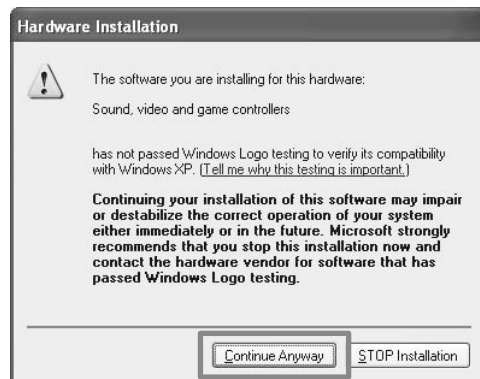 Hardware Installation
The software you are installing for this hardware:
Sound, video and game controllers
has not passed Windows Logo testing to verify its compatibility
with Windows XP. (Tell me why this testing is important.)
Continuing your installation of this software may impair
or destabilize the correct operation of your system
either immediately or in the future. Microsoft strongly
recommends that you stop this installation now and
contact the hardware vendor for software that has
passed Windows Logo testing.
Continue Anyway STOP Installation